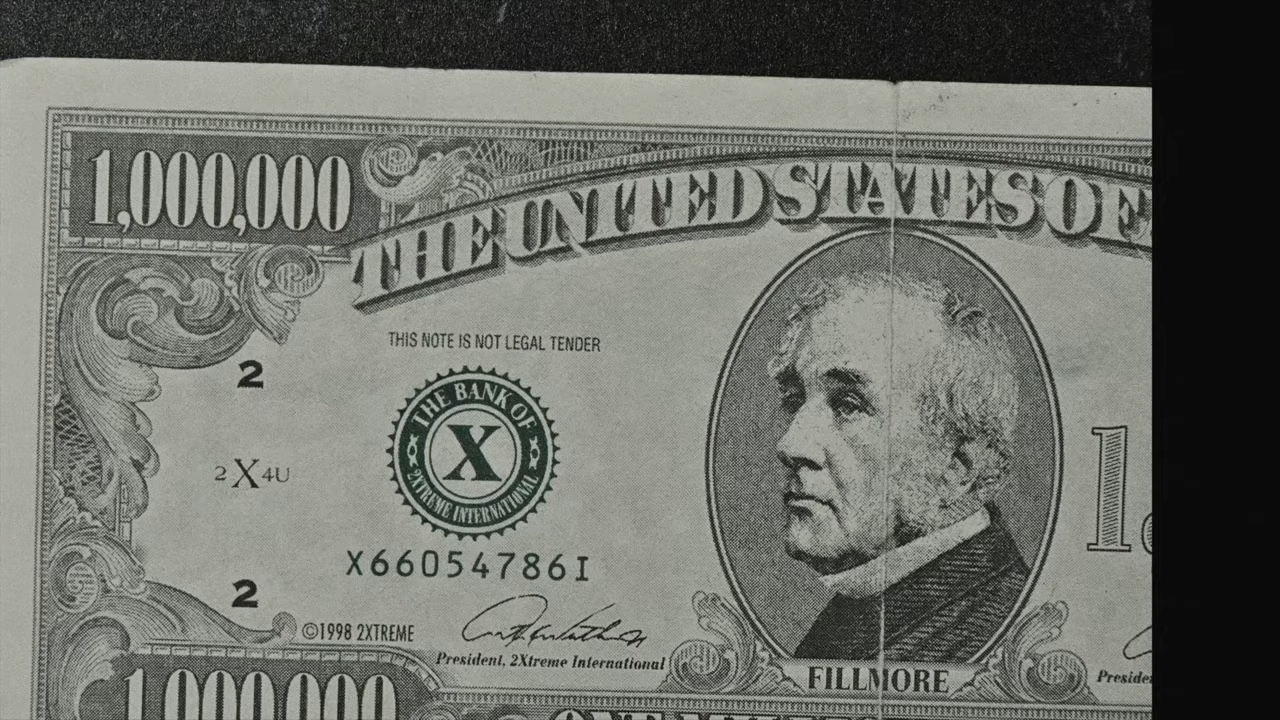 1,000,000
THE UNITED STATES OF
THIS NOTE IS NOT LEGAL TENDER
2
THE BANK OF
X
2XTREME INTERNATIONAL
2X4U
X66054786I
2
©1998 2XTREME
President, 2Xtreme International
FILLMORE
1,000,000